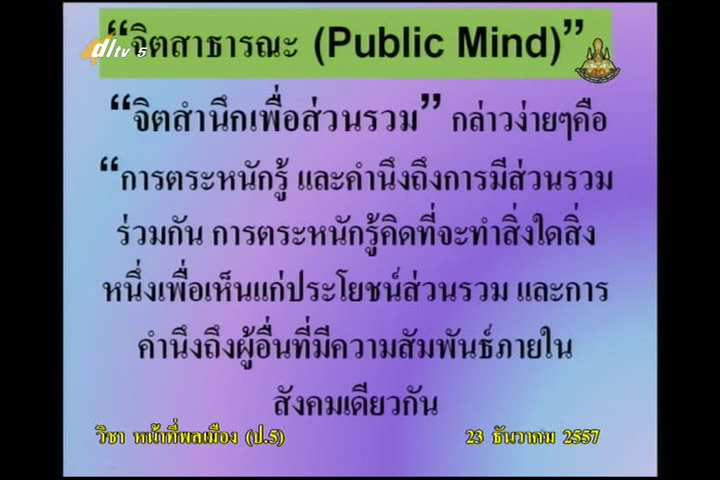 “จิตสาธารณะ (Public Mind)”
dltv 5
“จิตสำนึกเพื่อส่วนรวม” กล่าวง่ายๆคือ
“การตระหนักรู้ และคำนึงถึงการมีส่วนรวม
ร่วมกัน การตระหนักรู้คิดที่จะทำสิ่งใดสิ่ง
หนึ่งเพื่อเห็นแก่ประโยชน์ส่วนรวม และการ
คำนึงถึงผู้อื่นที่มีความสัมพันธ์ภายใน
สังคมเดียวกัน
วิชา หน้าที่พลเมือง (ป.5) 23 ธันวาคม 2557